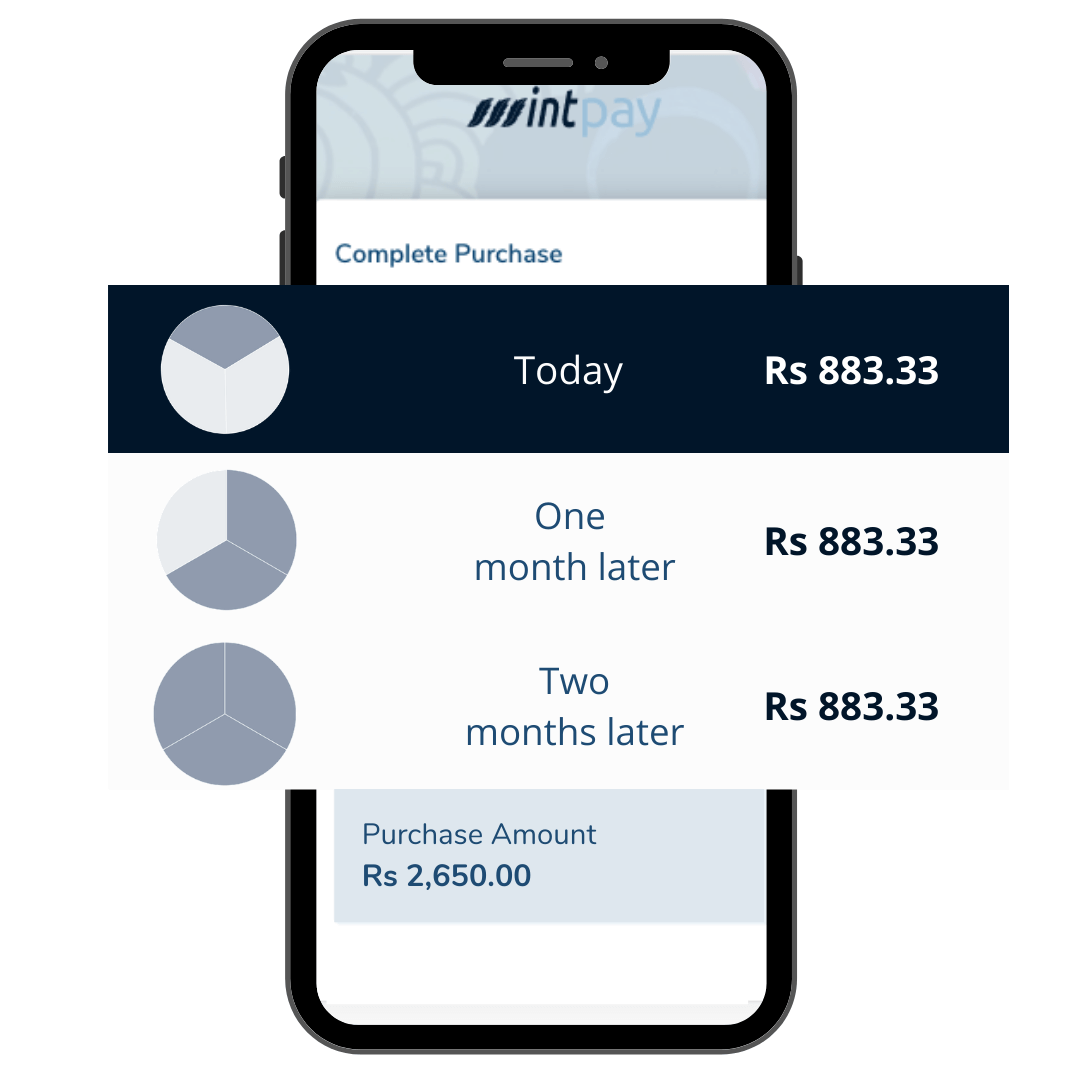 mintpay
Complete Purchase
Today Rs 883.33
One
month later
Rs 883.33
Two
months later
Rs 883.33
Purchase Amount
Rs 2,650.00